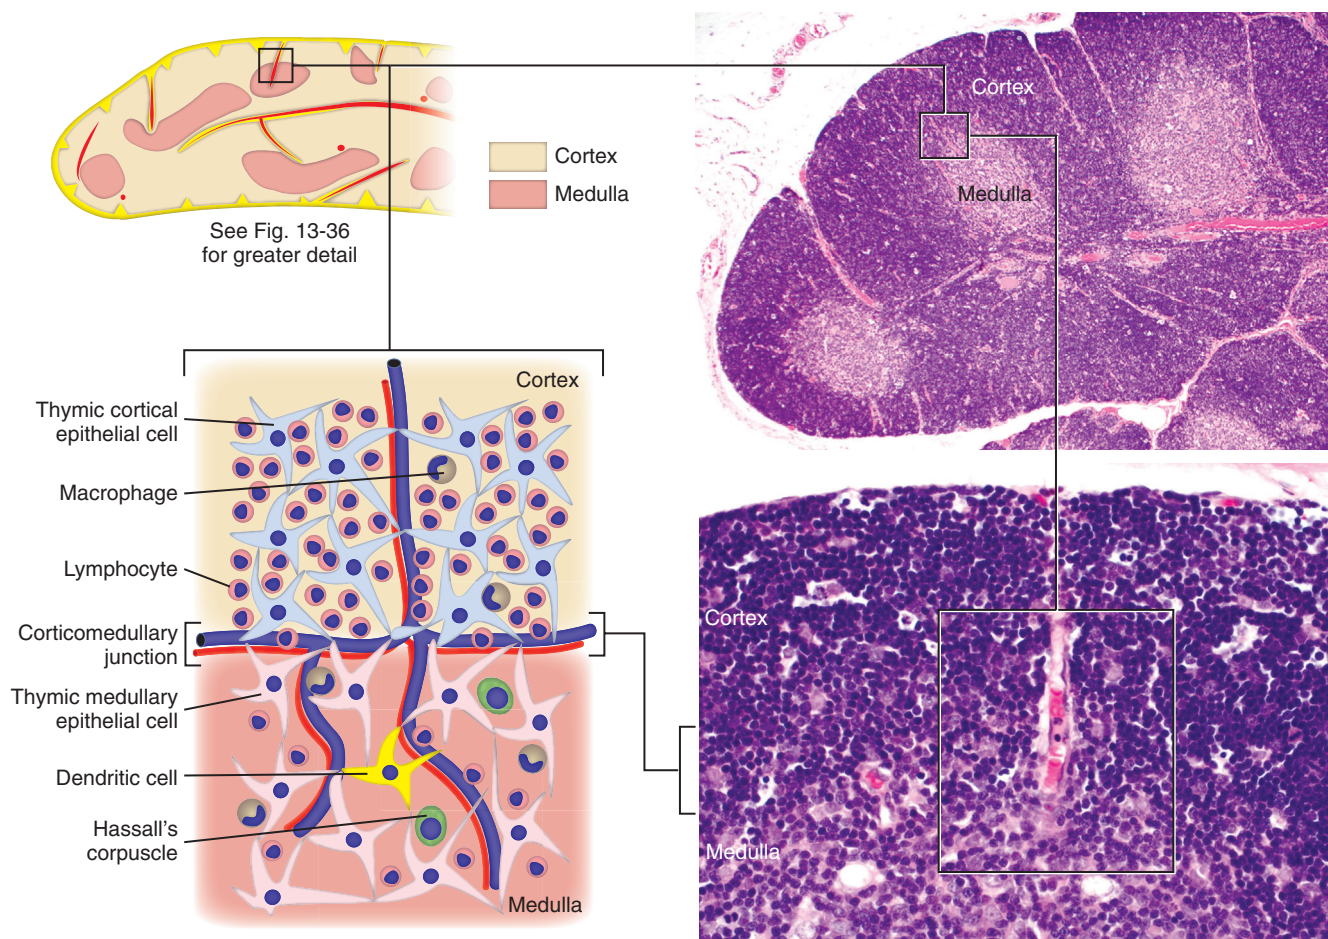 Cortex
Medulla
See Fig. 13-36
for greater detail
Cortex
Medulla
Cortex
Thymic cortical
epithelial cell
Macrophage
Lymphocyte
Corticomedullary
junction
Thymic medullary
epithelial cell
Dendritic cell
Hassall's
corpuscle
Medulla
Cortex
Medulla